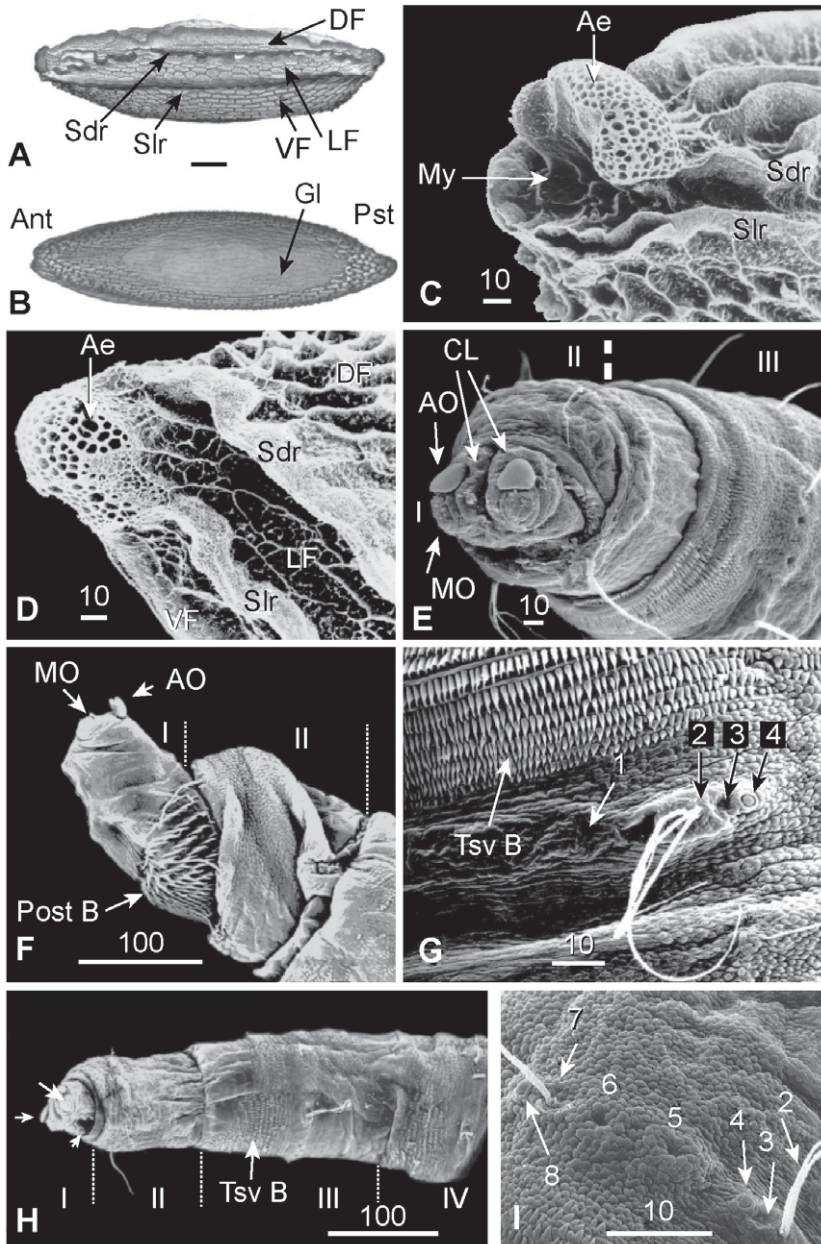 DF
Sdr
Slr
VF
LF
A
Ant
Gl
Pst
B
Ae
My
Sdr
Slr
10
C
Ae
DF
Sdr
LF
Slr
VF
10
D
CL
II
III
AO
I
MO
10
E
MO
AO
I
II
Post B
100
F
1
2
3
4
Tsv B
10
G
I
II
Tsv B
III
IV
100
H
7
6
5
4
3
2
8
10
I